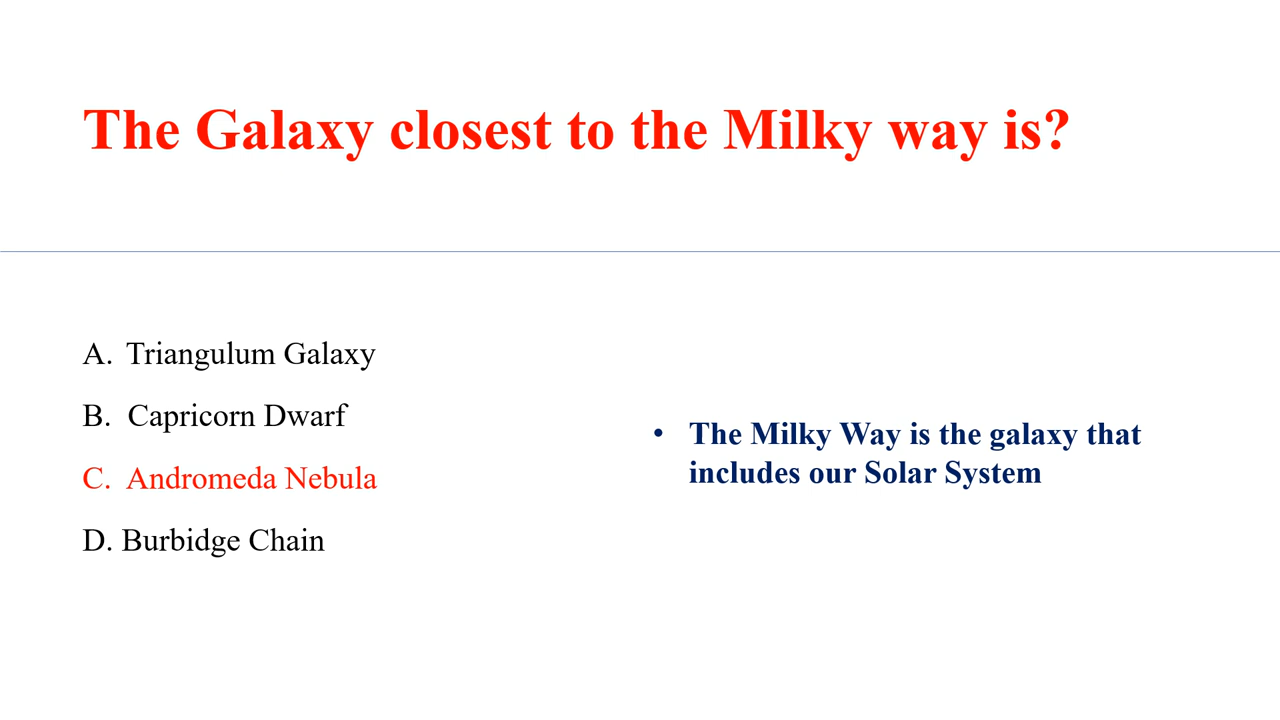 The Galaxy closest to the Milky way is?
A. Triangulum Galaxy
B. Capricorn Dwarf
C. Andromeda Nebula
D. Burbidge Chain
• The Milky Way is the galaxy that
includes our Solar System